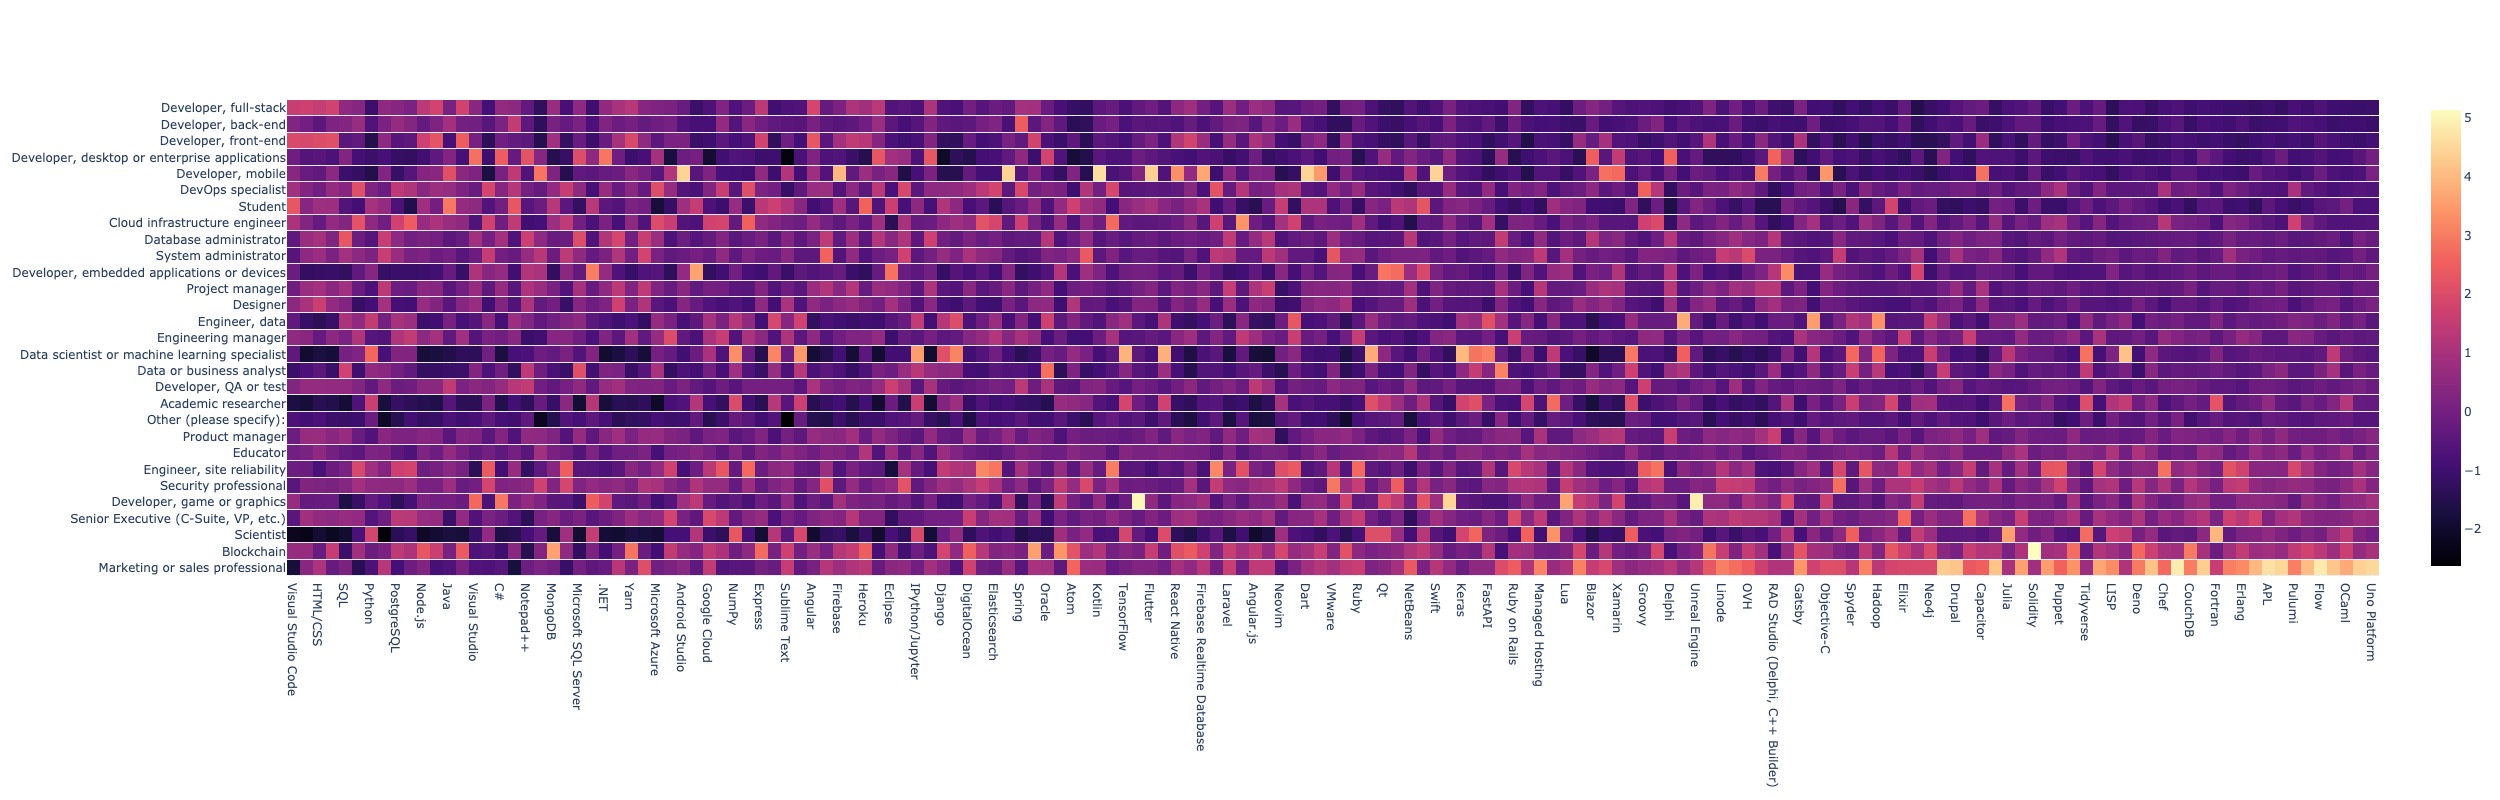 Developer, full-stack
Developer, back-end
Developer, front-end
Developer, desktop or enterprise applications
Developer, mobile
DevOps specialist
Student
Cloud infrastructure engineer
Database administrator
System administrator
Developer, embedded applications or devices
Project manager
Designer
Engineer, data
Engineering manager
Data scientist or machine learning specialist
Data or business analyst
Developer, QA or test
Academic researcher
Other (please specify):
Product manager
Educator
Engineer, site reliability
Security professional
Developer, game or graphics
Senior Executive (C-Suite, VP, etc.)
Scientist
Blockchain
Marketing or sales professional
Visual Studio Code
HTML/CSS
SQL
Python
PostgreSQL
Node.js
Java
Visual Studio
C#
Notepad++
MongoDB
Microsoft SQL Server
.NET
Yarn
Microsoft Azure
Android Studio
Google Cloud
NumPy
Express
Sublime Text
Angular
Firebase
Heroku
Eclipse
IPython/Jupyter
Django
DigitalOcean
Elasticsearch
Spring
Oracle
Atom
Kotlin
TensorFlow
Flutter
React Native
Firebase Realtime Database
Laravel
Angular.js
Neovim
Dart
VMware
Ruby
Qt
NetBeans
Swift
Keras
FastAPI
Ruby on Rails
Managed Hosting
Lua
Blazor
Xamarin
Groovy
Delphi
Unreal Engine
Linode
OVH
RAD Studio (Delphi, C++ Builder)
Gatsby
Objective-C
Spyder
Hadoop
Elixir
Neo4j
Drupal
Capacitor
Julia
Solidity
Puppet
Tidyverse
LISP
Deno
Chef
CouchDB
Fortran
Erlang
APL
Pulumi
Flow
OCaml
Uno Platform
5
4
3
2
1
0
−1
−2